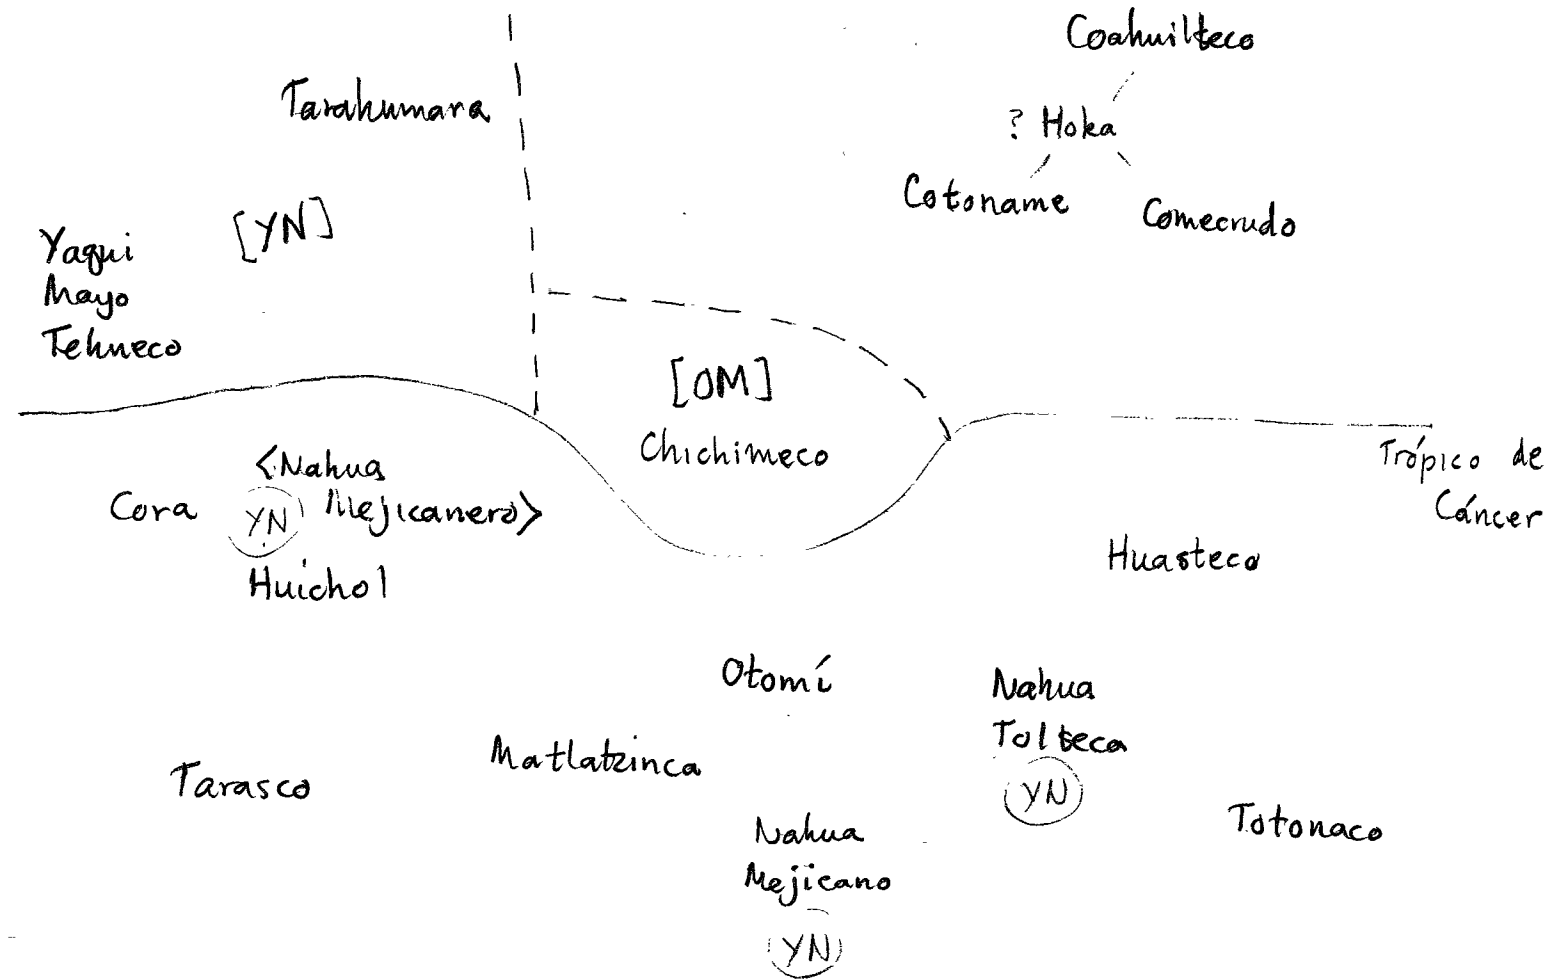 Coahuilteco
Tarahumara
? Hoka
Cotoname
Comecrudo
[YN]
Yaqui
Mayo
Tehueco
[OM]
Chichimeco
Trópico de
Cáncer
<Nahua
Mejicanero>
Cora
YN
Huichol
Huasteco
Otomí
Nahua
Tolteca
YN
Matlatzinca
Tarasco
Totonaco
Nahua
Mejicano
YN